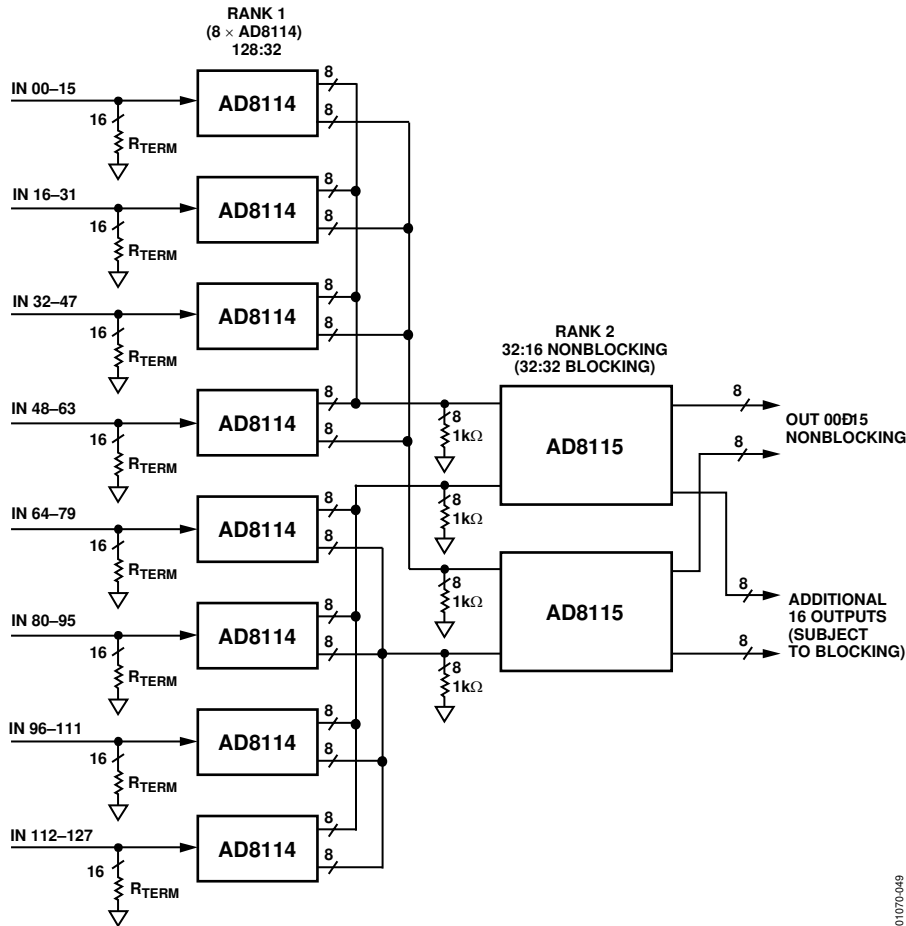 RANK 1
(8 × AD8114)
128:32
IN 00–15
16
RTERM
AD8114
8
8
IN 16–31
16
RTERM
AD8114
8
8
IN 32–47
16
RTERM
AD8114
8
8
IN 48–63
16
RTERM
AD8114
8
8
IN 64–79
16
RTERM
AD8114
8
8
IN 80–95
16
RTERM
AD8114
8
8
IN 96–111
16
RTERM
AD8114
8
8
IN 112–127
16
RTERM
AD8114
8
8
RANK 2
32:16 NONBLOCKING
(32:32 BLOCKING)
8
1kΩ
8
1kΩ
AD8115
8
1kΩ
8
1kΩ
AD8115
8
8
OUT 00Ð15
NONBLOCKING
8
8
ADDITIONAL
16 OUTPUTS
(SUBJECT
TO BLOCKING)
01070-049